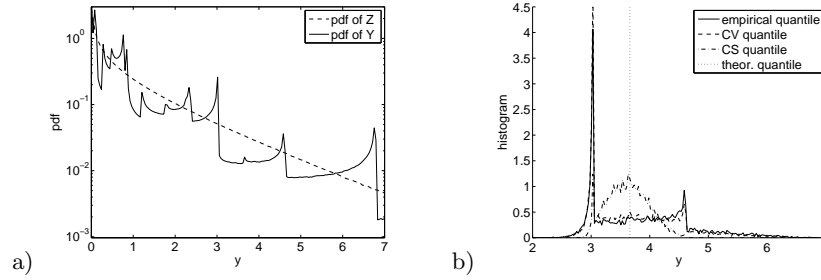 a)
pdf
10^0
10^-1
10^-2
10^-3
0 1 2 3 4 5 6 7
y
pdf of Z
pdf of Y
b)
histogram
4.5
4
3.5
3
2.5
2
1.5
1
0.5
0
2 3 4 5 6
y
empirical quantile
CV quantile
CS quantile
theor. quantile